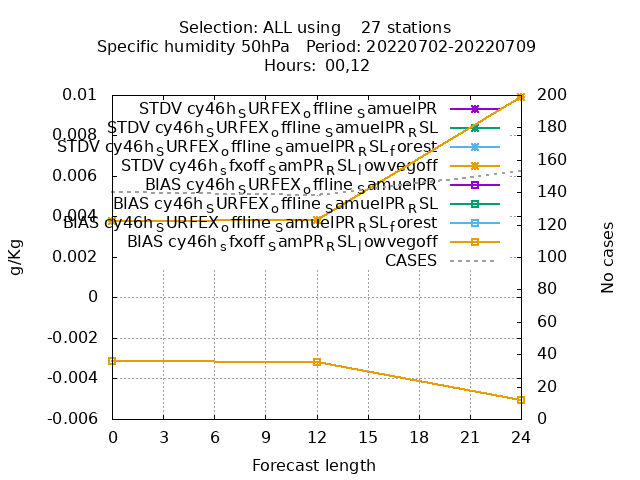 Selection: ALL using    27 stations
Specific humidity 50hPa   Period: 20220702-20220709
Hours: 00,12
STDV cy46h_SURFEX_offline_SamuelPR
STDV cy46h_SURFEX_offline_SamuelPR_RSL
STDV cy46h_SURFEX_offline_SamuelPR_RSL_forest
STDV cy46h_sfxoff_SamPR_RSL_lowvegoff
BIAS cy46h_SURFEX_offline_SamuelPR
BIAS cy46h_SURFEX_offline_SamuelPR_RSL
BIAS cy46h_SURFEX_offline_SamuelPR_RSL_forest
BIAS cy46h_sfxoff_SamPR_RSL_lowvegoff
CASES
0.01
0.008
0.006
0.004
0.002
0
-0.002
-0.004
-0.006
g/Kg
200
180
160
140
120
100
80
60
40
20
0
No cases
0 3 6 9 12 15 18 21 24
Forecast length